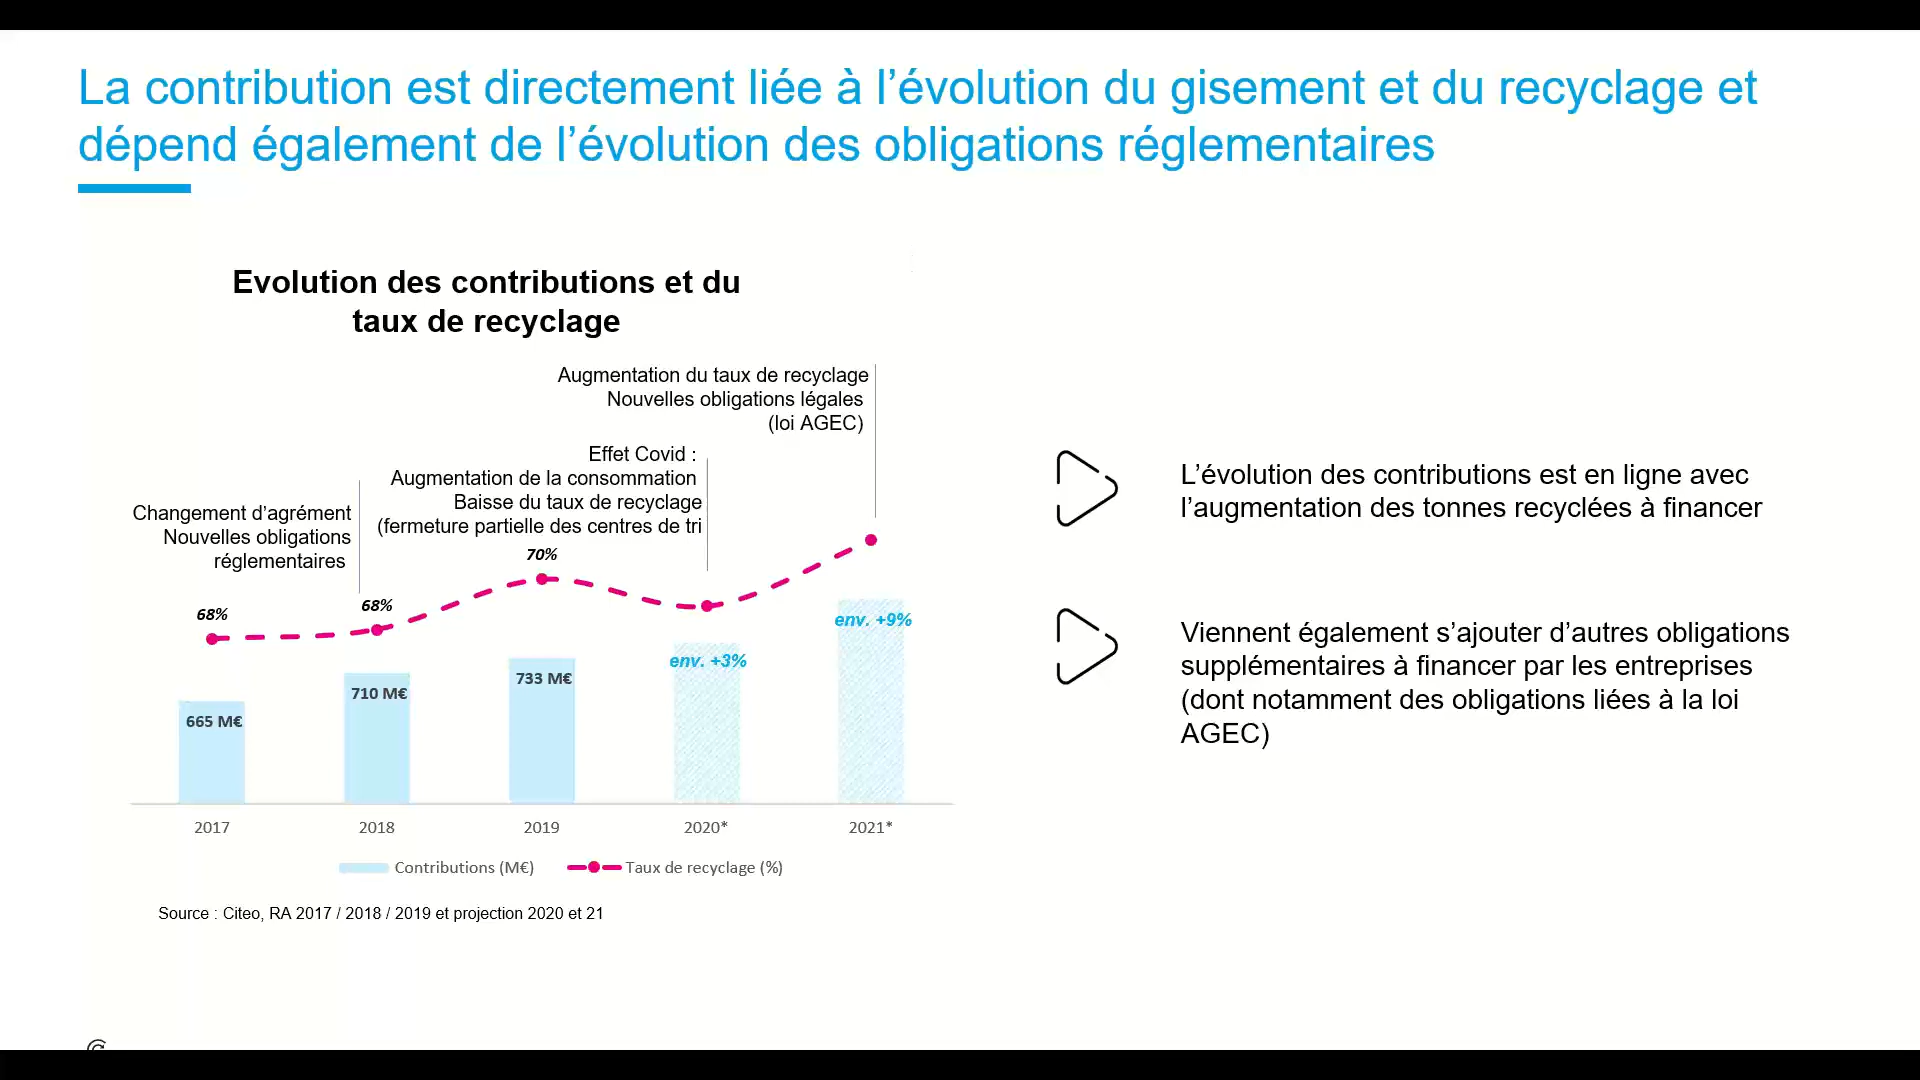 La contribution est directement liée à l’évolution du gisement et du recyclage et
dépend également de l’évolution des obligations réglementaires
Evolution des contributions et du
taux de recyclage
Augmentation du taux de recyclage
Nouvelles obligations légales
(loi AGEC)
Effet Covid :
Augmentation de la consommation
Baisse du taux de recyclage
(fermeture partielle des centres de tri
Changement d’agrément
Nouvelles obligations
réglementaires
68%
68%
70%
665 M€
710 M€
733 M€
env. +3%
env. +9%
2017
2018
2019
2020*
2021*
Contributions (M€)
Taux de recyclage (%)
Source : Citeo, RA 2017 / 2018 / 2019 et projection 2020 et 21
L’évolution des contributions est en ligne avec
l’augmentation des tonnes recyclées à financer
Viennent également s’ajouter d’autres obligations
supplémentaires à financer par les entreprises
(dont notamment des obligations liées à la loi
AGEC)